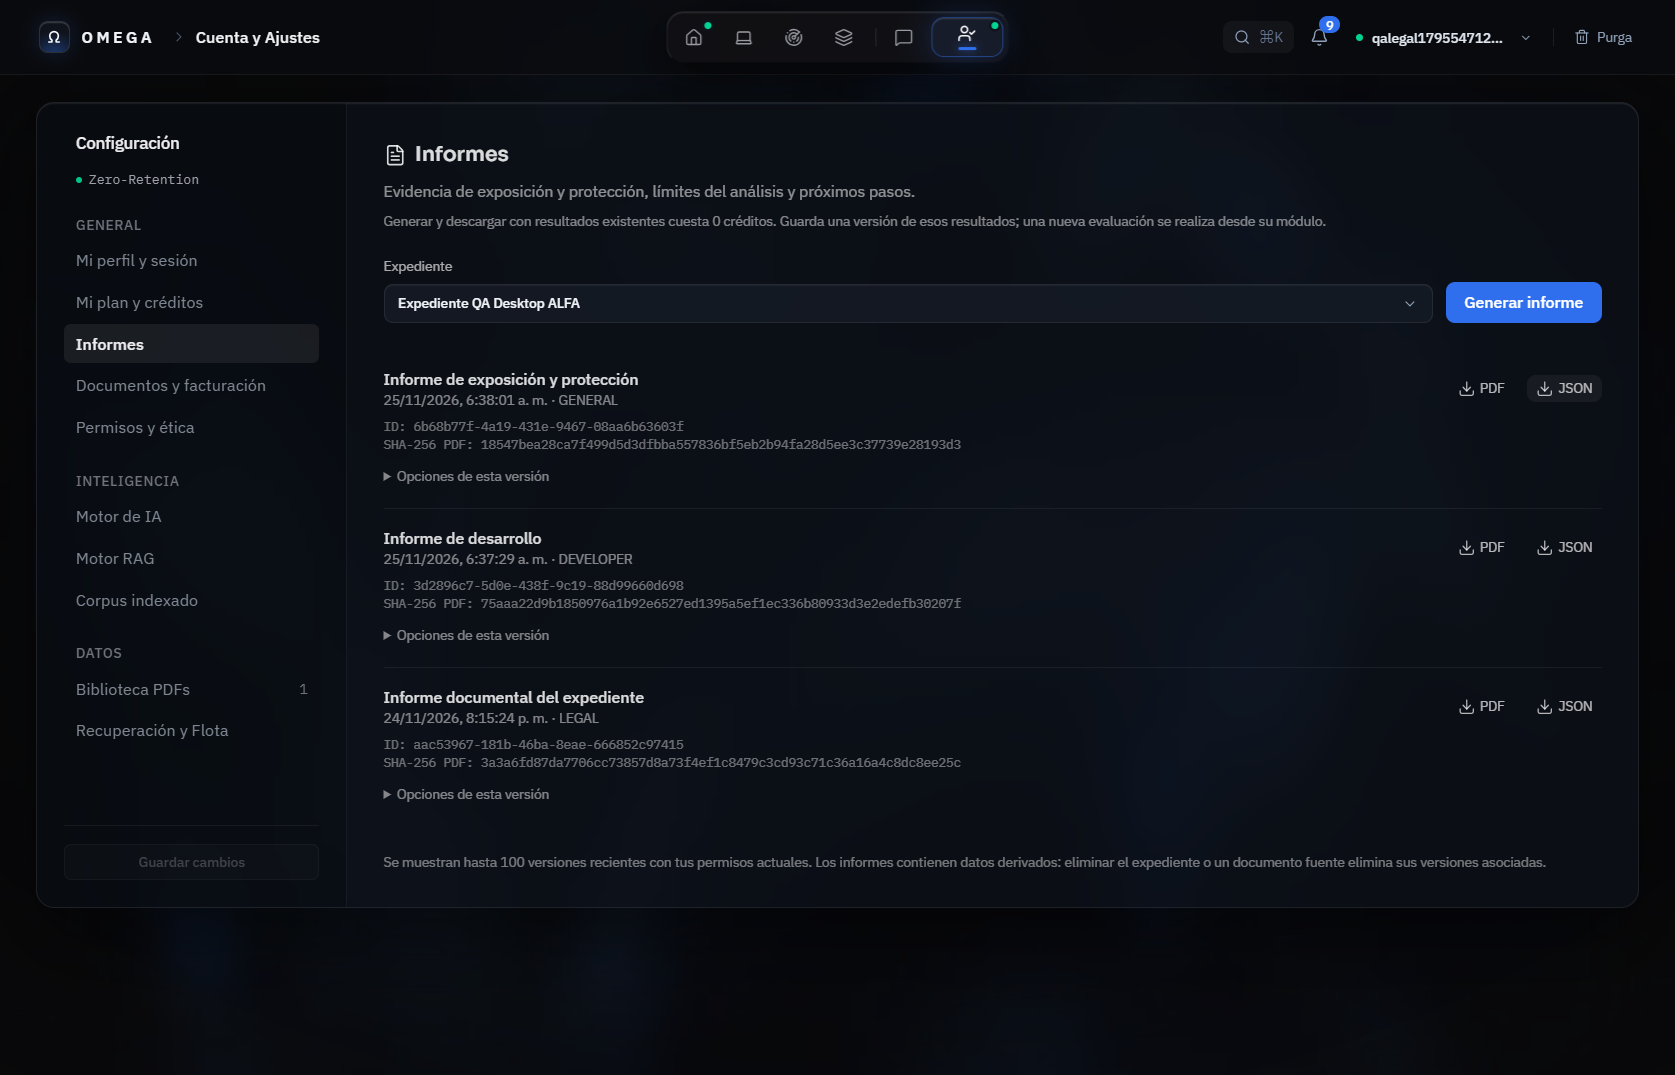 Ω OMEGA > Cuenta y Ajustes
⌘K
9
qalegal179554712...
Purga
Configuración
Zero-Retention
GENERAL
Mi perfil y sesión
Mi plan y créditos
Informes
Documentos y facturación
Permisos y ética
INTELIGENCIA
Motor de IA
Motor RAG
Corpus indexado
DATOS
Biblioteca PDFs 1
Recuperación y Flota
Guardar cambios
Informes
Evidencia de exposición y protección, límites del análisis y próximos pasos.
Generar y descargar con resultados existentes cuesta 0 créditos. Guarda una versión de esos resultados; una nueva evaluación se realiza desde su módulo.
Expediente
Expediente QA Desktop ALFA
Generar informe
Informe de exposición y protección
25/11/2026, 6:38:01 a. m. · GENERAL
PDF JSON
ID: 6b68b77f-4a19-431e-9467-08aa6b63603f
SHA-256 PDF: 18547bea28ca7f499d5d3dfbba557836bf5eb2b94fa28d5ee3c37739e28193d3
Opciones de esta versión
Informe de desarrollo
25/11/2026, 6:37:29 a. m. · DEVELOPER
PDF JSON
ID: 3d2896c7-5d0e-438f-9c19-88d99660d698
SHA-256 PDF: 75aaa22d9b1850976a1b92e6527ed1395a5ef1ec336b80933d3e2edefb30207f
Opciones de esta versión
Informe documental del expediente
24/11/2026, 8:15:24 p. m. · LEGAL
PDF JSON
ID: aac53967-181b-46ba-8eae-666852c97415
SHA-256 PDF: 3a3a6fd87da7706cc73857d8a73f4ef1c8479c3cd93c71c36a16a4c8dc8ee25c
Opciones de esta versión
Se muestran hasta 100 versiones recientes con tus permisos actuales. Los informes contienen datos derivados: eliminar el expediente o un documento fuente elimina sus versiones asociadas.